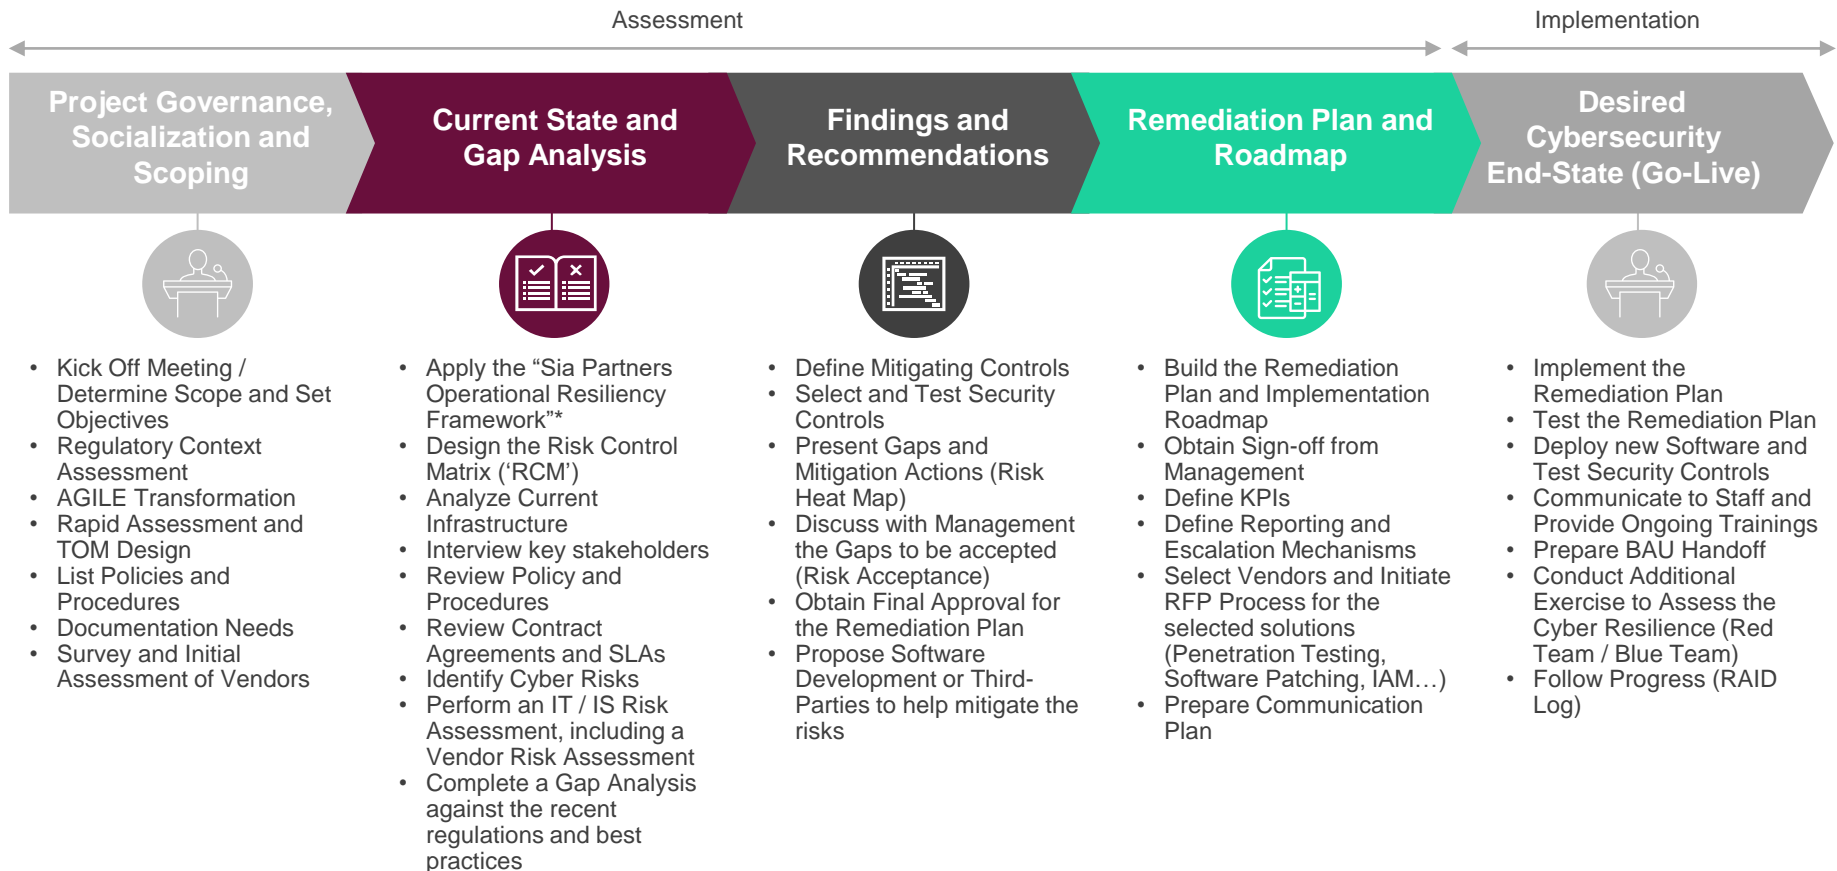 Assessment
Implementation
Project Governance,
Socialization and
Scoping
Current State and
Gap Analysis
Findings and
Recommendations
Remediation Plan and
Roadmap
Desired
Cybersecurity
End-State (Go-Live)
• Kick Off Meeting /
Determine Scope and Set
Objectives
• Regulatory Context
Assessment
• AGILE Transformation
• Rapid Assessment and
TOM Design
• List Policies and
Procedures
• Documentation Needs
• Survey and Initial
Assessment of Vendors
• Apply the “Sia Partners
Operational Resiliency
Framework”*
• Design the Risk Control
Matrix (‘RCM’)
• Analyze Current
Infrastructure
• Interview key stakeholders
• Review Policy and
Procedures
• Review Contract
Agreements and SLAs
• Identify Cyber Risks
• Perform an IT / IS Risk
Assessment, including a
Vendor Risk Assessment
• Complete a Gap Analysis
against the recent
regulations and best
practices
• Define Mitigating Controls
• Select and Test Security
Controls
• Present Gaps and
Mitigation Actions (Risk
Heat Map)
• Discuss with Management
the Gaps to be accepted
(Risk Acceptance)
• Obtain Final Approval for
the Remediation Plan
• Propose Software
Development or Third-
Parties to help mitigate the
risks
• Build the Remediation
Plan and Implementation
Roadmap
• Obtain Sign-off from
Management
• Define KPIs
• Define Reporting and
Escalation Mechanisms
• Select Vendors and Initiate
RFP Process for the
selected solutions
(Penetration Testing,
Software Patching, IAM…)
• Prepare Communication
Plan
• Implement the
Remediation Plan
• Test the Remediation Plan
• Deploy new Software and
Test Security Controls
• Communicate to Staff and
Provide Ongoing Trainings
• Prepare BAU Handoff
• Conduct Additional
Exercise to Assess the
Cyber Resilience (Red
Team / Blue Team)
• Follow Progress (RAID
Log)